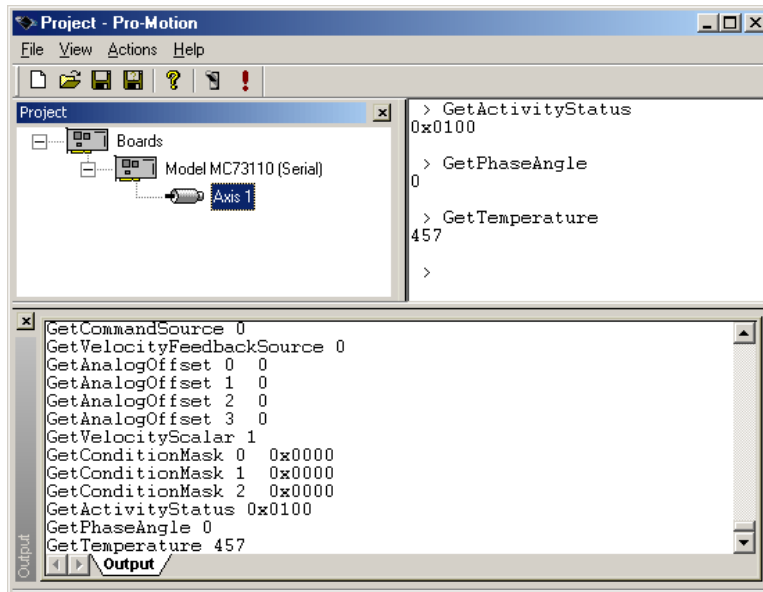 Project - Pro-Motion
File View Actions Help
Project
Boards
Model MC73110 (Serial)
Axis 1
> GetActivityStatus
0x0100
> GetPhaseAngle
0
> GetTemperature
457
>
GetCommandSource 0
GetVelocityFeedbackSource 0
GetAnalogOffset 0  0
GetAnalogOffset 1  0
GetAnalogOffset 2  0
GetAnalogOffset 3  0
GetVelocityScalar 1
GetConditionMask 0  0x0000
GetConditionMask 1  0x0000
GetConditionMask 2  0x0000
GetActivityStatus 0x0100
GetPhaseAngle 0
GetTemperature 457
Output
Output